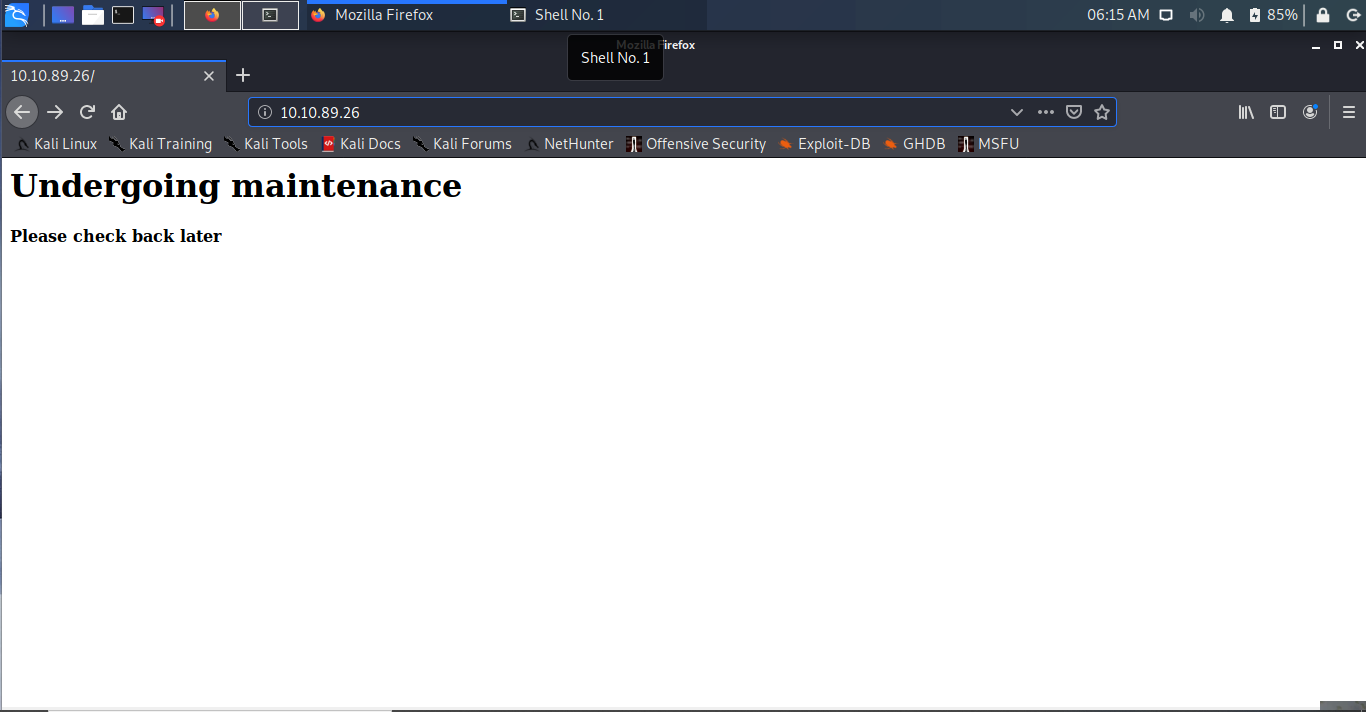 Mozilla Firefox
Shell No. 1
06:15 AM
85%
Mozilla Firefox
Shell No. 1
10.10.89.26/
10.10.89.26
Kali Linux Kali Training Kali Tools Kali Docs Kali Forums NetHunter Offensive Security Exploit-DB GHDB MSFU
Undergoing maintenance
Please check back later